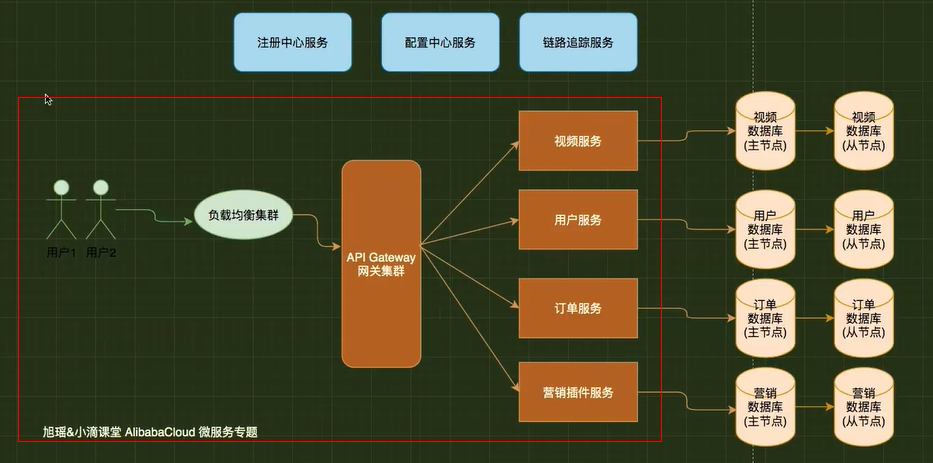 注册中心服务
配置中心服务
链路追踪服务
用户1
用户2
负载均衡集群
API Gateway
网关集群
视频服务
用户服务
订单服务
营销插件服务
视频
数据库
(主节点)
视频
数据库
(从节点)
用户
数据库
(主节点)
用户
数据库
(从节点)
订单
数据库
(主节点)
订单
数据库
(从节点)
营销
数据库
(主节点)
营销
数据库
(从节点)
旭瑶&小滴课堂 AlibabaCloud 微服务专题